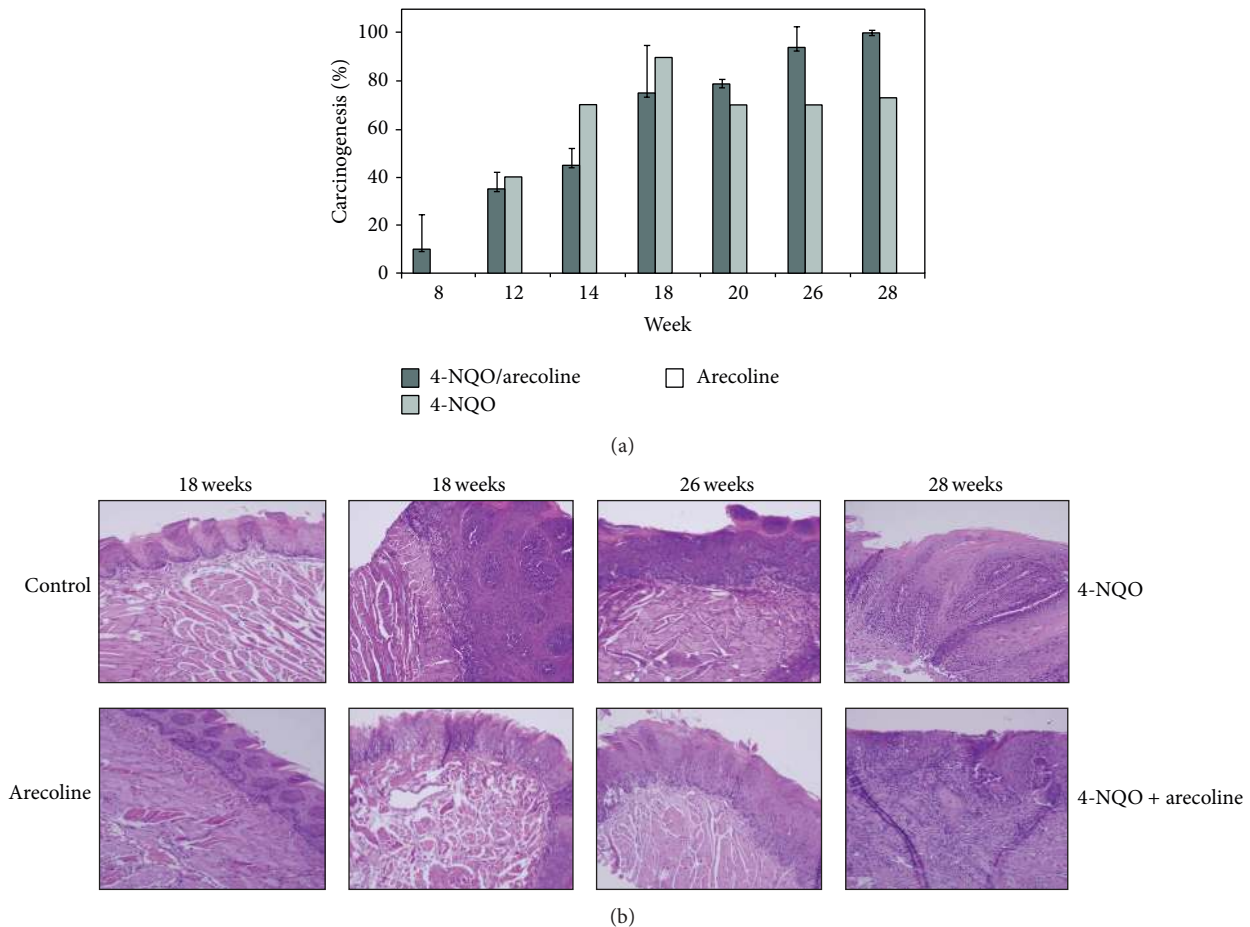 Carcinogenesis (%)
100
80
60
40
20
0
8 12 14 18 20 26 28
Week
4-NQO/arecoline
4-NQO
Arecoline
(a)
18 weeks 18 weeks 26 weeks 28 weeks
Control
4-NQO
Arecoline
4-NQO + arecoline
(b)